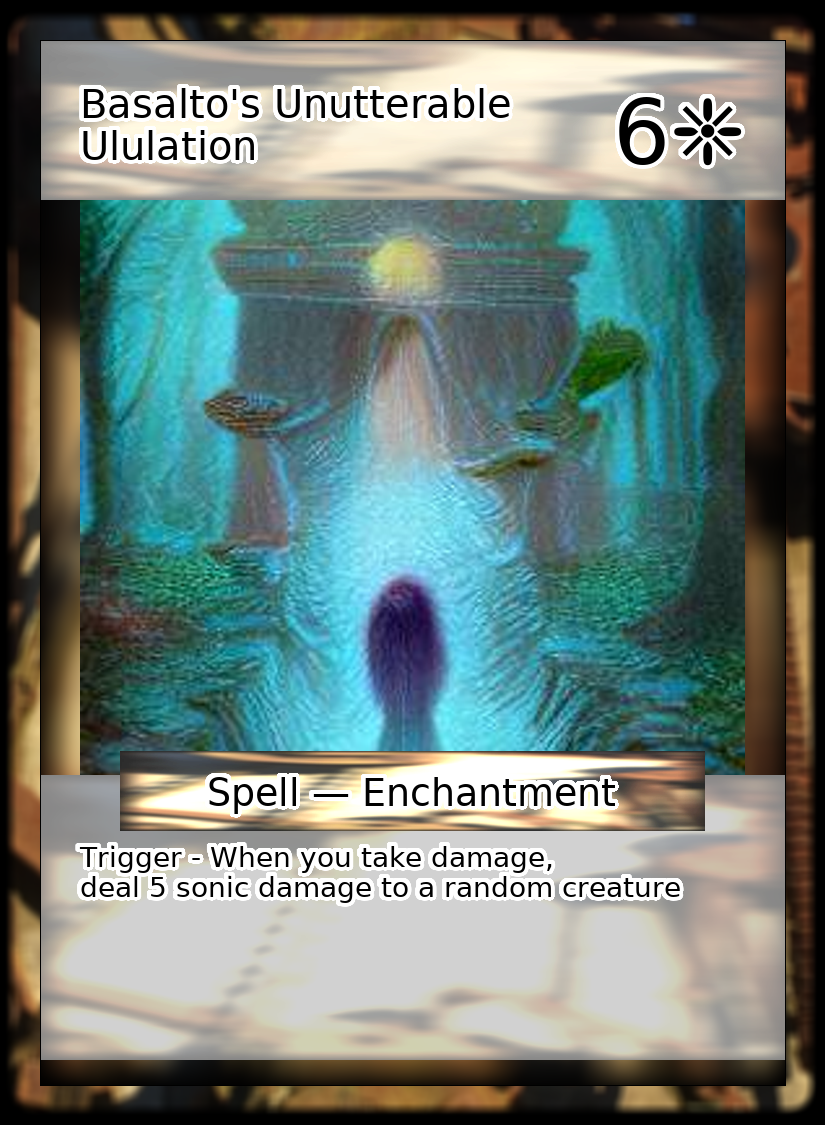 Basalto's Unutterable
Ululation
6❊
Spell — Enchantment
Trigger - When you take damage,
deal 5 sonic damage to a random creature